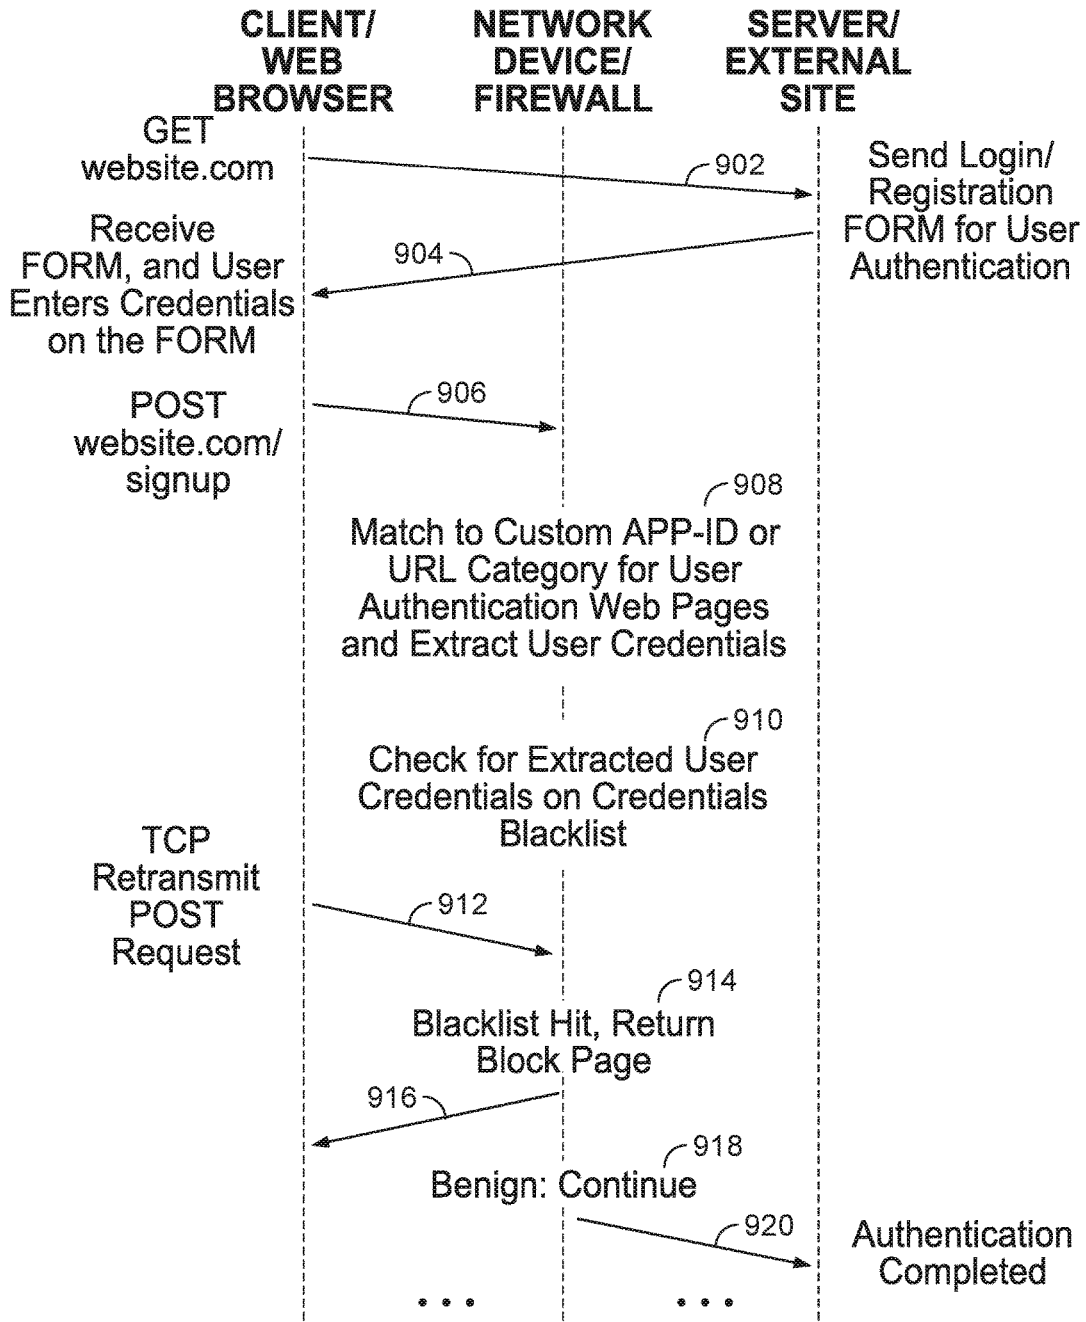 CLIENT/
WEB
BROWSER
NETWORK
DEVICE/
FIREWALL
SERVER/
EXTERNAL
SITE
GET
website.com
902
Send Login/
Registration
FORM for User
Authentication
904
Receive
FORM, and User
Enters Credentials
on the FORM
906
POST
website.com/
signup
908
Match to Custom APP-ID or
URL Category for User
Authentication Web Pages
and Extract User Credentials
910
Check for Extracted User
Credentials on Credentials
Blacklist
TCP
Retransmit
POST
Request
912
914
Blacklist Hit, Return
Block Page
916
918
Benign: Continue
920
Authentication
Completed
• • •
• • •